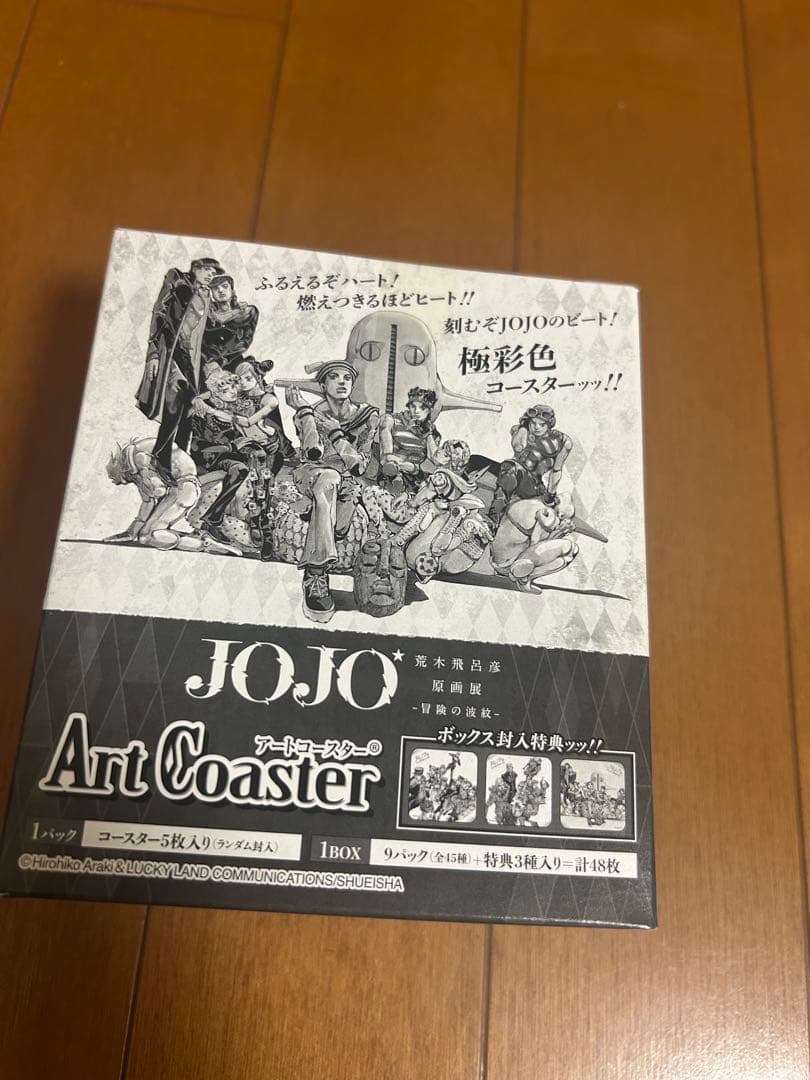 ふるえるぞハート!
燃えつきるほどヒート!!
刻むぞJOJOのビート!
極彩色
コースターッッ!!
JOJO
荒木飛呂彦
原画展
-冒険の波紋-
アートコースター®
Art Coaster
ボックス封入特典ッッ!!
1パック コースター5枚入り(ランダム封入) 1BOX 9パック(全45種)+特典3種入り=計48枚
©Hirohiko Araki & LUCKY LAND COMMUNICATIONS/SHUEISHA